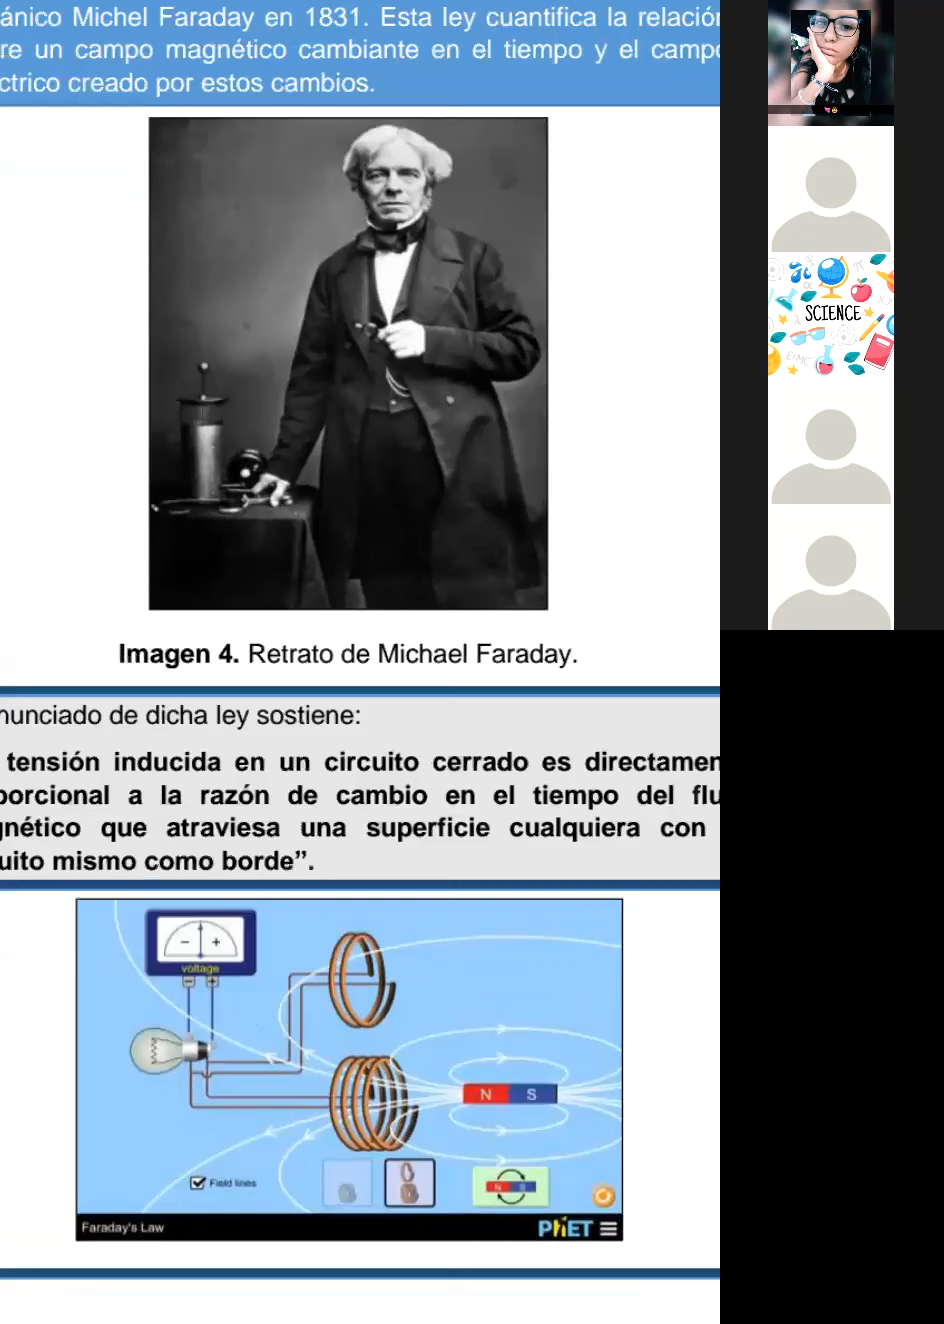 ánico Michel Faraday en 1831. Esta ley cuantifica la relación
re un campo magnético cambiante en el tiempo y el campo
ctrico creado por estos cambios.
SCIENCE
E=MC
Imagen 4. Retrato de Michael Faraday.
nunciado de dicha ley sostiene:
tensión inducida en un circuito cerrado es directamen
porcional a la razón de cambio en el tiempo del flu
gnético que atraviesa una superficie cualquiera con
uito mismo como borde”.
− +
voltage
− +
N S
Field lines
N S
Faraday's Law
PhET